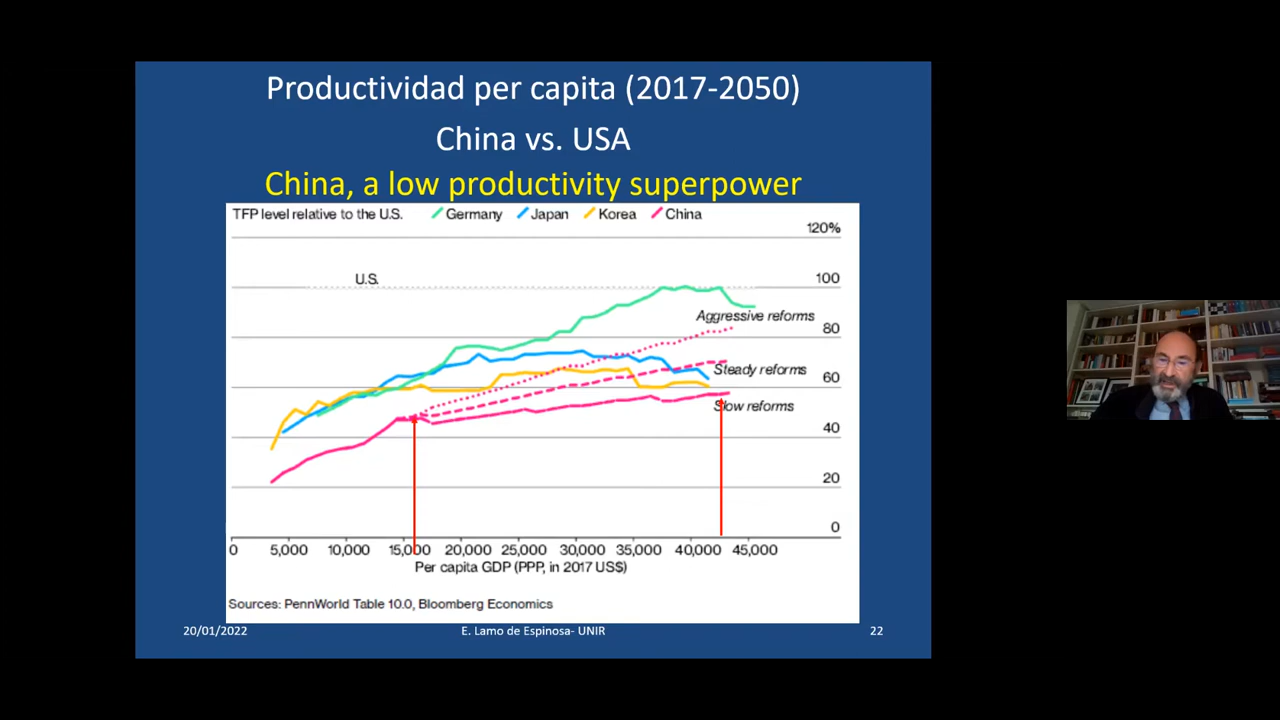 Productividad per capita (2017-2050)
China vs. USA
China, a low productivity superpower
TFP level relative to the U.S. Germany Japan Korea China
120%
U.S.
100
Aggressive reforms
80
Steady reforms
60
Slow reforms
40
20
0
0 5,000 10,000 15,000 20,000 25,000 30,000 35,000 40,000 45,000
Per capita GDP (PPP, in 2017 US$)
Sources: PennWorld Table 10.0, Bloomberg Economics
20/01/2022 E. Lamo de Espinosa- UNIR 22